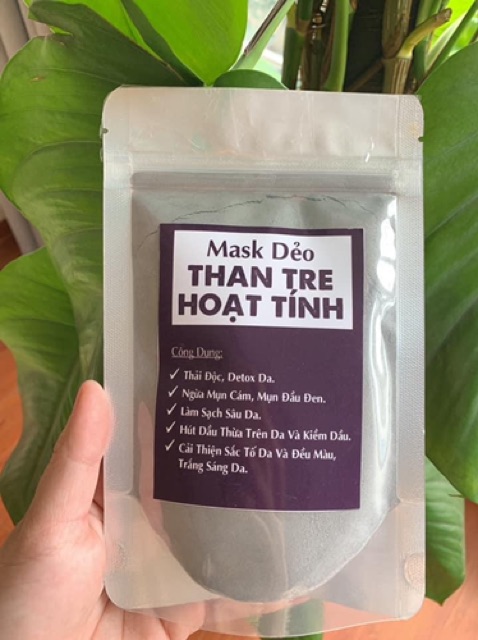 Mask Dẻo
THAN TRE
HOẠT TÍNH
Công Dụng:
✓ Thải Độc, Detox Da.
✓ Ngừa Mụn Cám, Mụn Đầu Đen.
✓ Làm Sạch Sâu Da.
✓ Hút Dầu Thừa Trên Da Và Kiềm Dầu.
✓ Cải Thiện Sắc Tố Da Và Đều Màu,
Trắng Sáng Da.